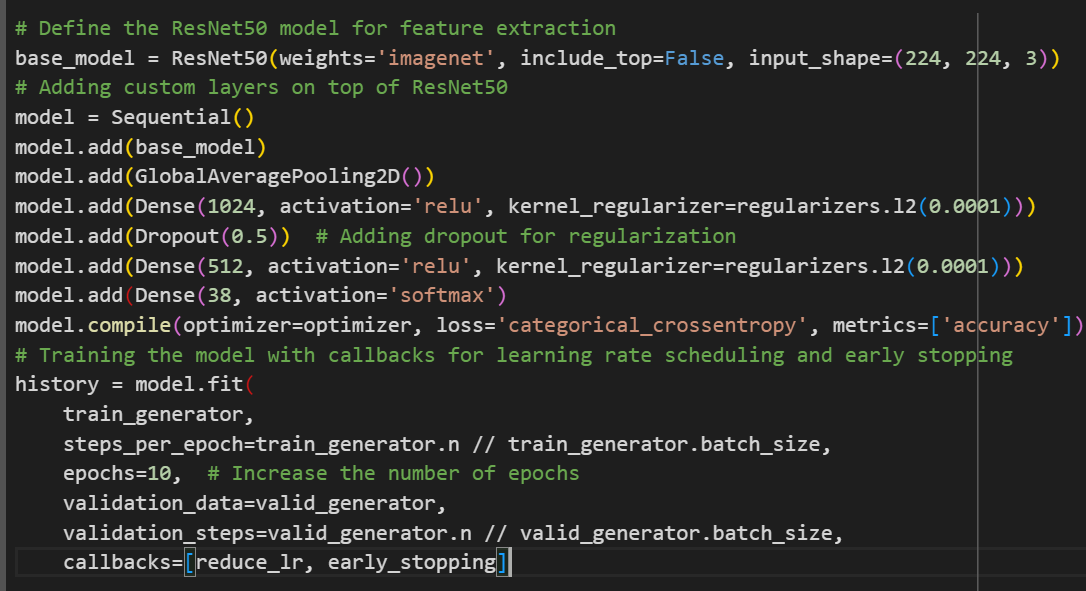 # Define the ResNet50 model for feature extraction
base_model = ResNet50(weights='imagenet', include_top=False, input_shape=(224, 224, 3))
# Adding custom layers on top of ResNet50
model = Sequential()
model.add(base_model)
model.add(GlobalAveragePooling2D())
model.add(Dense(1024, activation='relu', kernel_regularizer=regularizers.l2(0.0001)))
model.add(Dropout(0.5))  # Adding dropout for regularization
model.add(Dense(512, activation='relu', kernel_regularizer=regularizers.l2(0.0001)))
model.add(Dense(38, activation='softmax')
model.compile(optimizer=optimizer, loss='categorical_crossentropy', metrics=['accuracy'])
# Training the model with callbacks for learning rate scheduling and early stopping
history = model.fit(
    train_generator,
    steps_per_epoch=train_generator.n // train_generator.batch_size,
    epochs=10,  # Increase the number of epochs
    validation_data=valid_generator,
    validation_steps=valid_generator.n // valid_generator.batch_size,
    callbacks=[reduce_lr, early_stopping]